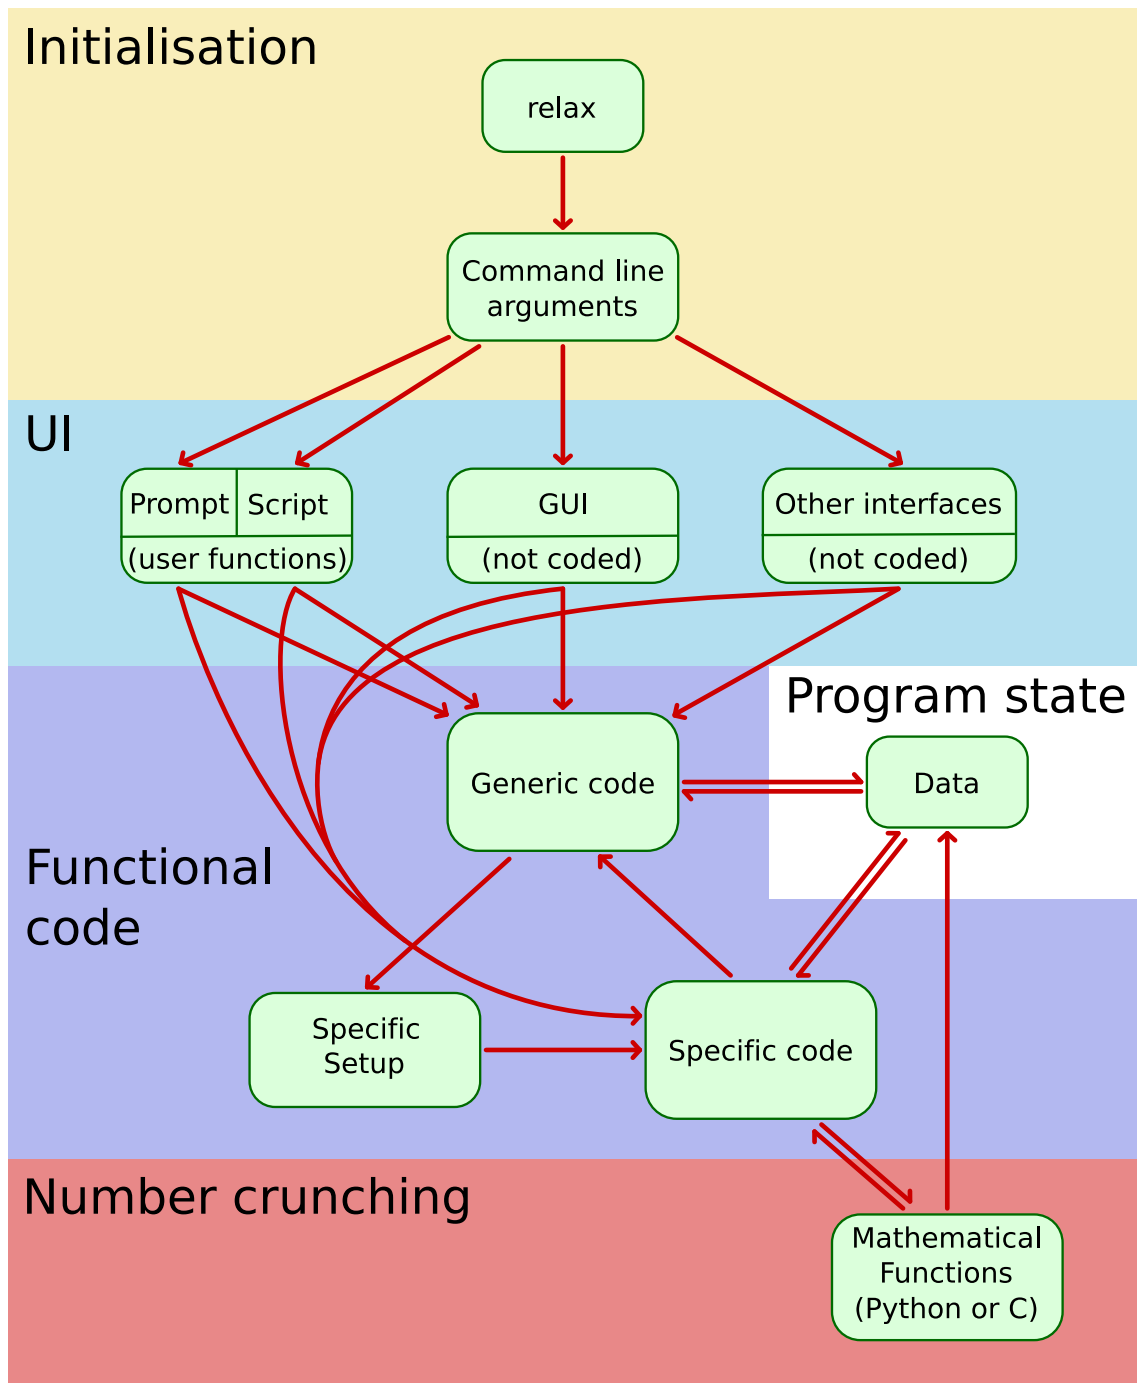 Initialisation
relax
Command line
arguments
UI
Prompt
Script
(user functions)
GUI
(not coded)
Other interfaces
(not coded)
Program state
Generic code
Data
Functional
code
Specific
Setup
Specific code
Number crunching
Mathematical
Functions
(Python or C)